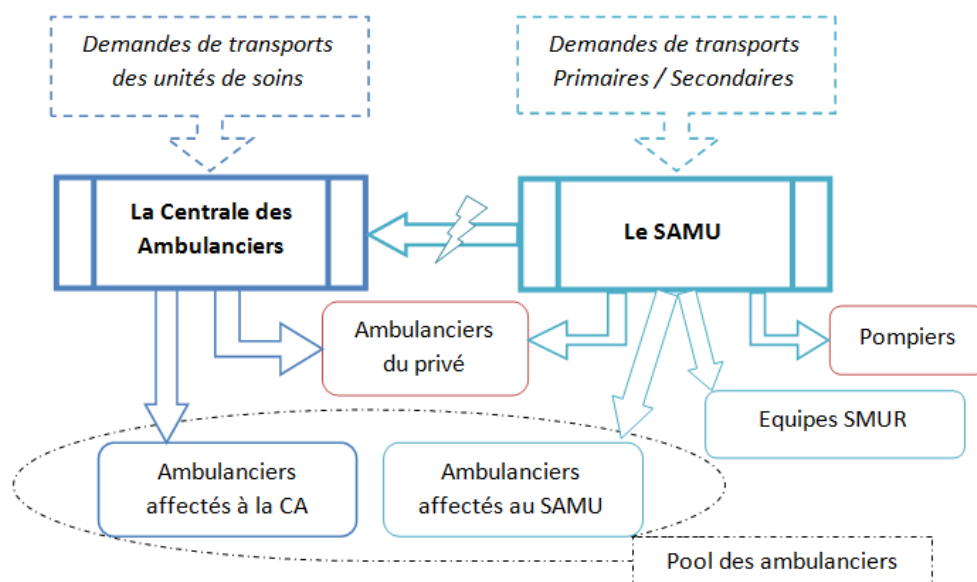 Demandes de transports
des unités de soins
Demandes de transports
Primaires / Secondaires
La Centrale des
Ambulanciers
Le SAMU
Ambulanciers
du privé
Pompiers
Equipes SMUR
Ambulanciers
affectés à la CA
Ambulanciers
affectés au SAMU
Pool des ambulanciers